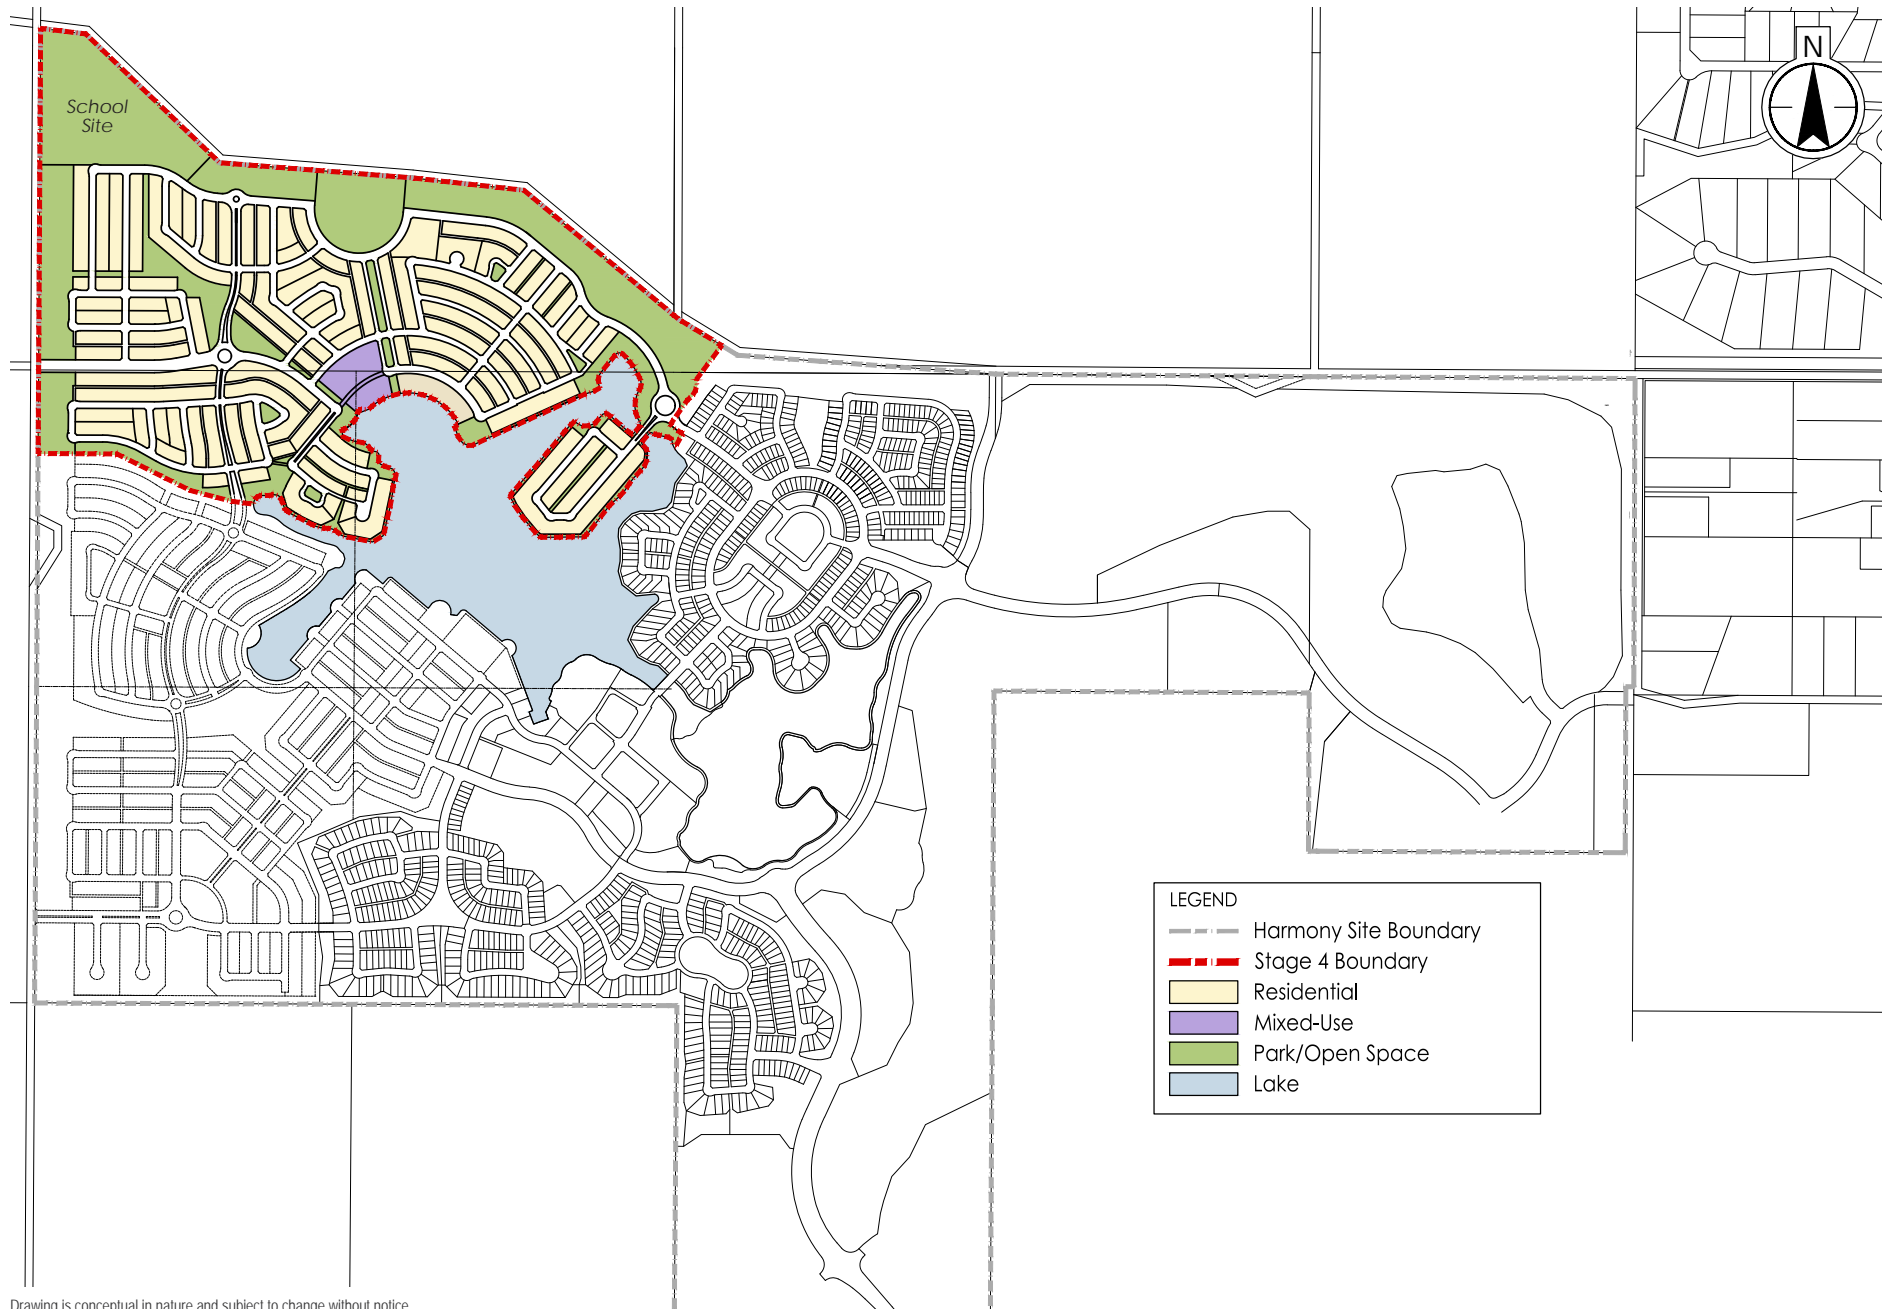 N
School
Site
LEGEND
Harmony Site Boundary
Stage 4 Boundary
Residential
Mixed-Use
Park/Open Space
Lake
Drawing is conceptual in nature and subject to change without notice